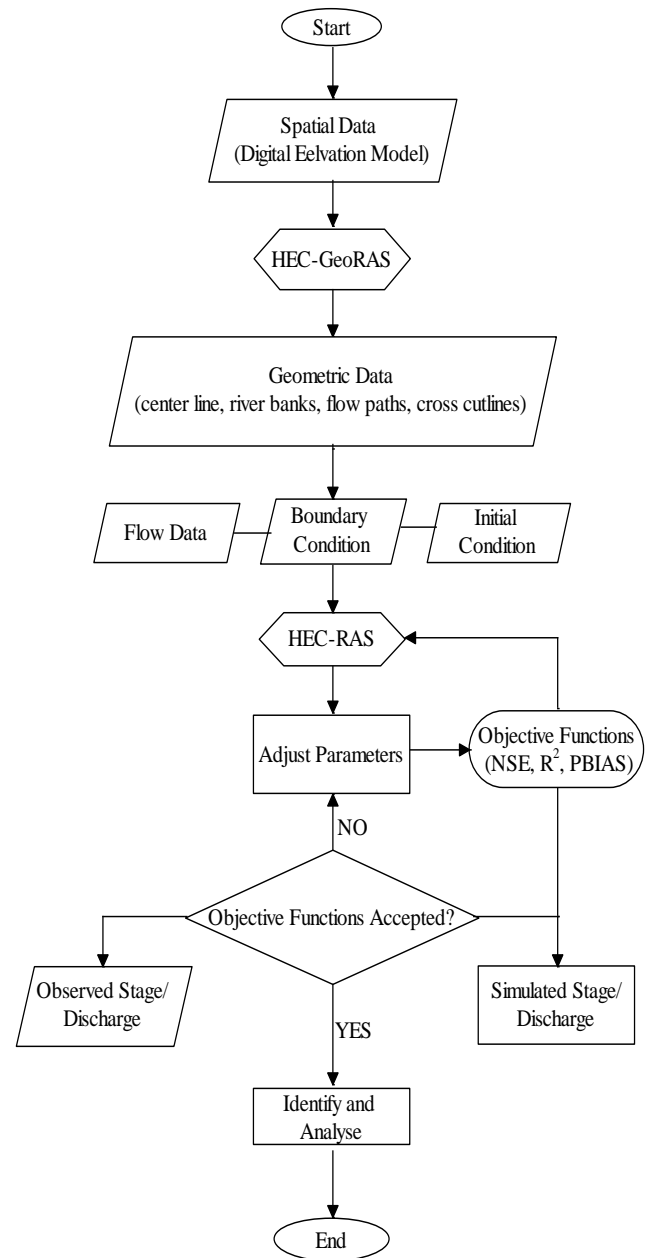 Start
Spatial Data
(Digital Eelvation Model)
HEC-GeoRAS
Geometric Data
(center line, river banks, flow paths, cross cutlines)
Flow Data
Boundary
Condition
Initial
Condition
HEC-RAS
Adjust Parameters
Objective Functions
(NSE, R², PBIAS)
NO
Objective Functions Accepted?
Observed Stage/
Discharge
Simulated Stage/
Discharge
YES
Identify and
Analyse
End